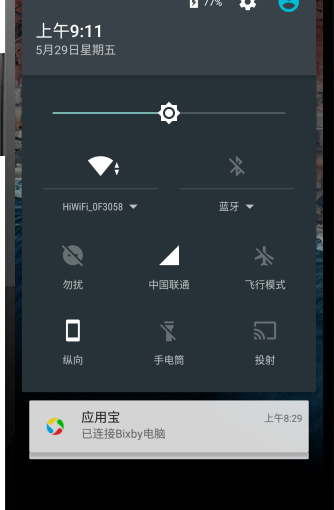 77%
上午9:11
5月29日星期五
HiWiFi_0F3058
蓝牙
勿扰
中国联通
飞行模式
纵向
手电筒
投射
应用宝
上午8:29
已连接Bixby电脑